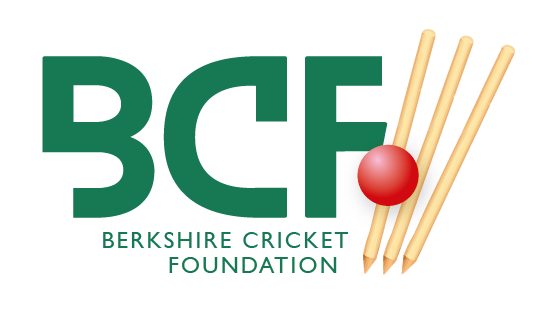 BCF
BERKSHIRE CRICKET
FOUNDATION